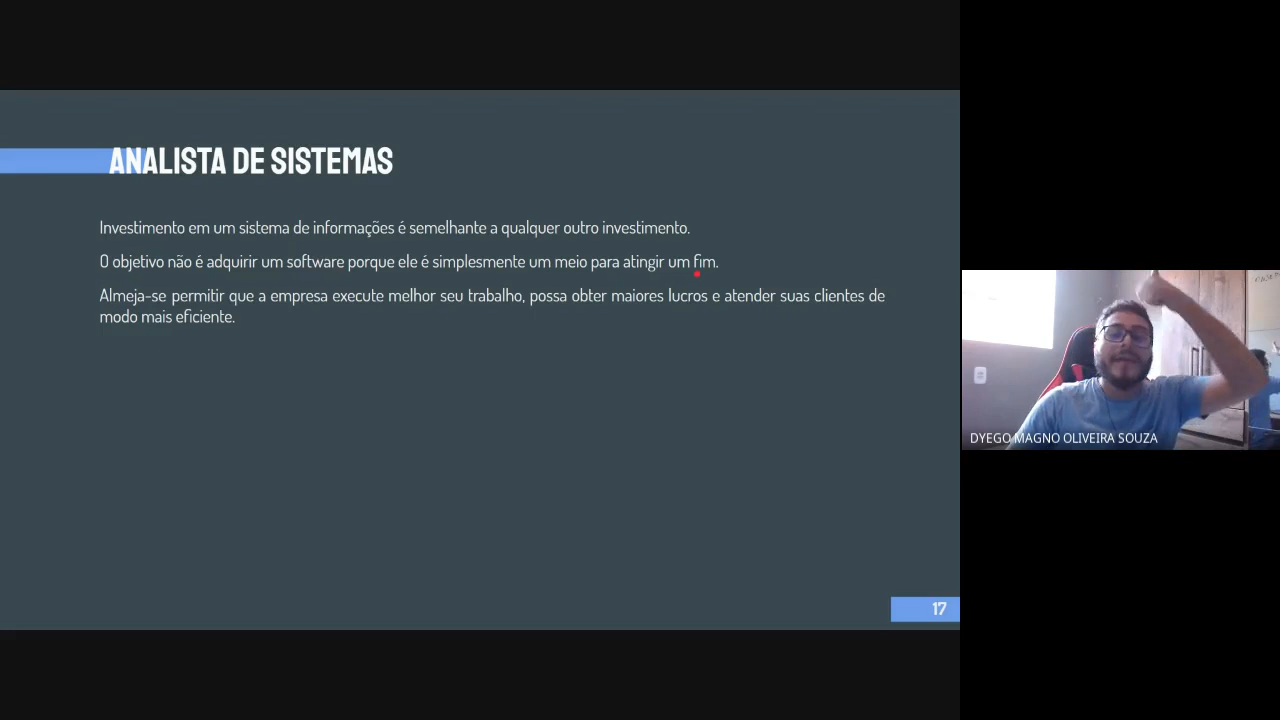 ANALISTA DE SISTEMAS
Investimento em um sistema de informações é semelhante a qualquer outro investimento.
O objetivo não é adquirir um software porque ele é simplesmente um meio para atingir um fim.
Almeja-se permitir que a empresa execute melhor seu trabalho, possa obter maiores lucros e atender suas clientes de
modo mais eficiente.
17
DYEGO MAGNO OLIVEIRA SOUZA